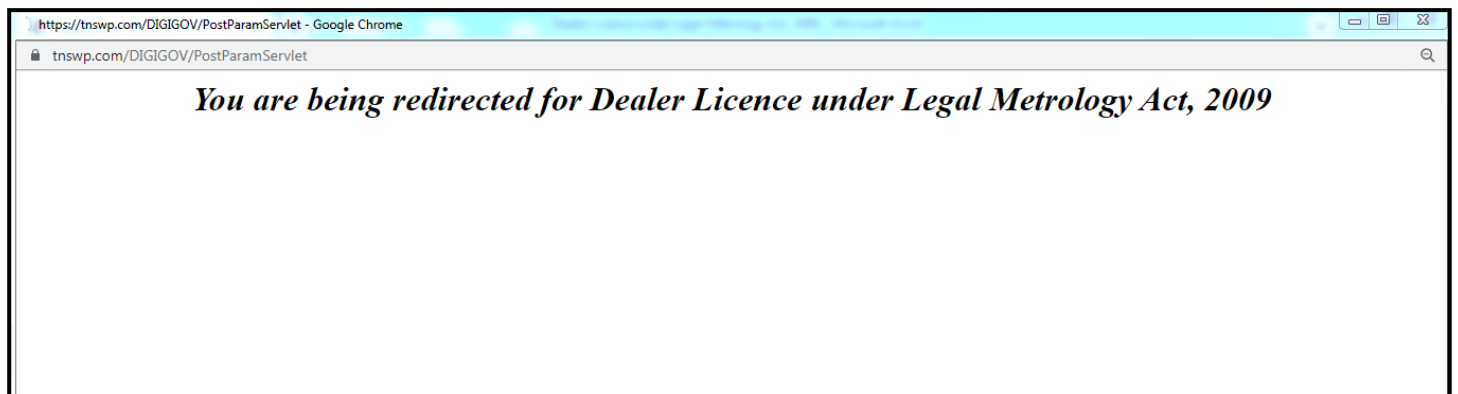 https://tnswp.com/DIGIGOV/PostParamServlet - Google Chrome
tnswp.com/DIGIGOV/PostParamServlet
You are being redirected for Dealer Licence under Legal Metrology Act, 2009